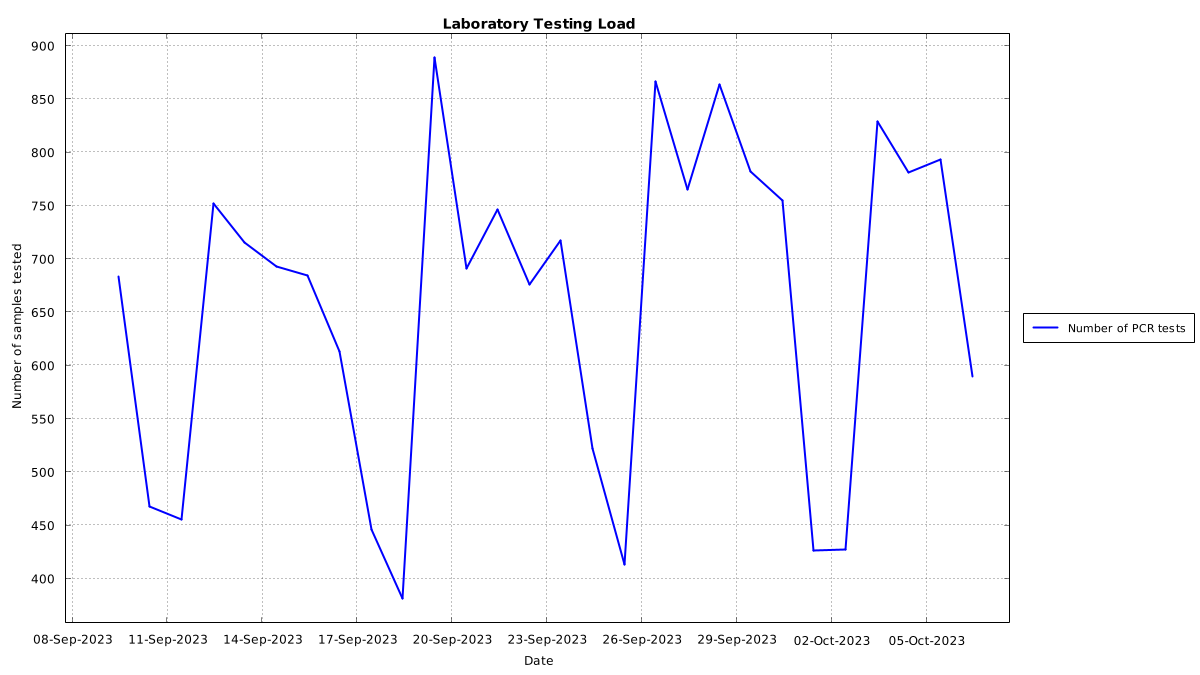 Laboratory Testing Load
Number of samples tested
900
850
800
750
700
650
600
550
500
450
400
08-Sep-2023 11-Sep-2023 14-Sep-2023 17-Sep-2023 20-Sep-2023 23-Sep-2023 26-Sep-2023 29-Sep-2023 02-Oct-2023 05-Oct-2023
Date
Number of PCR tests